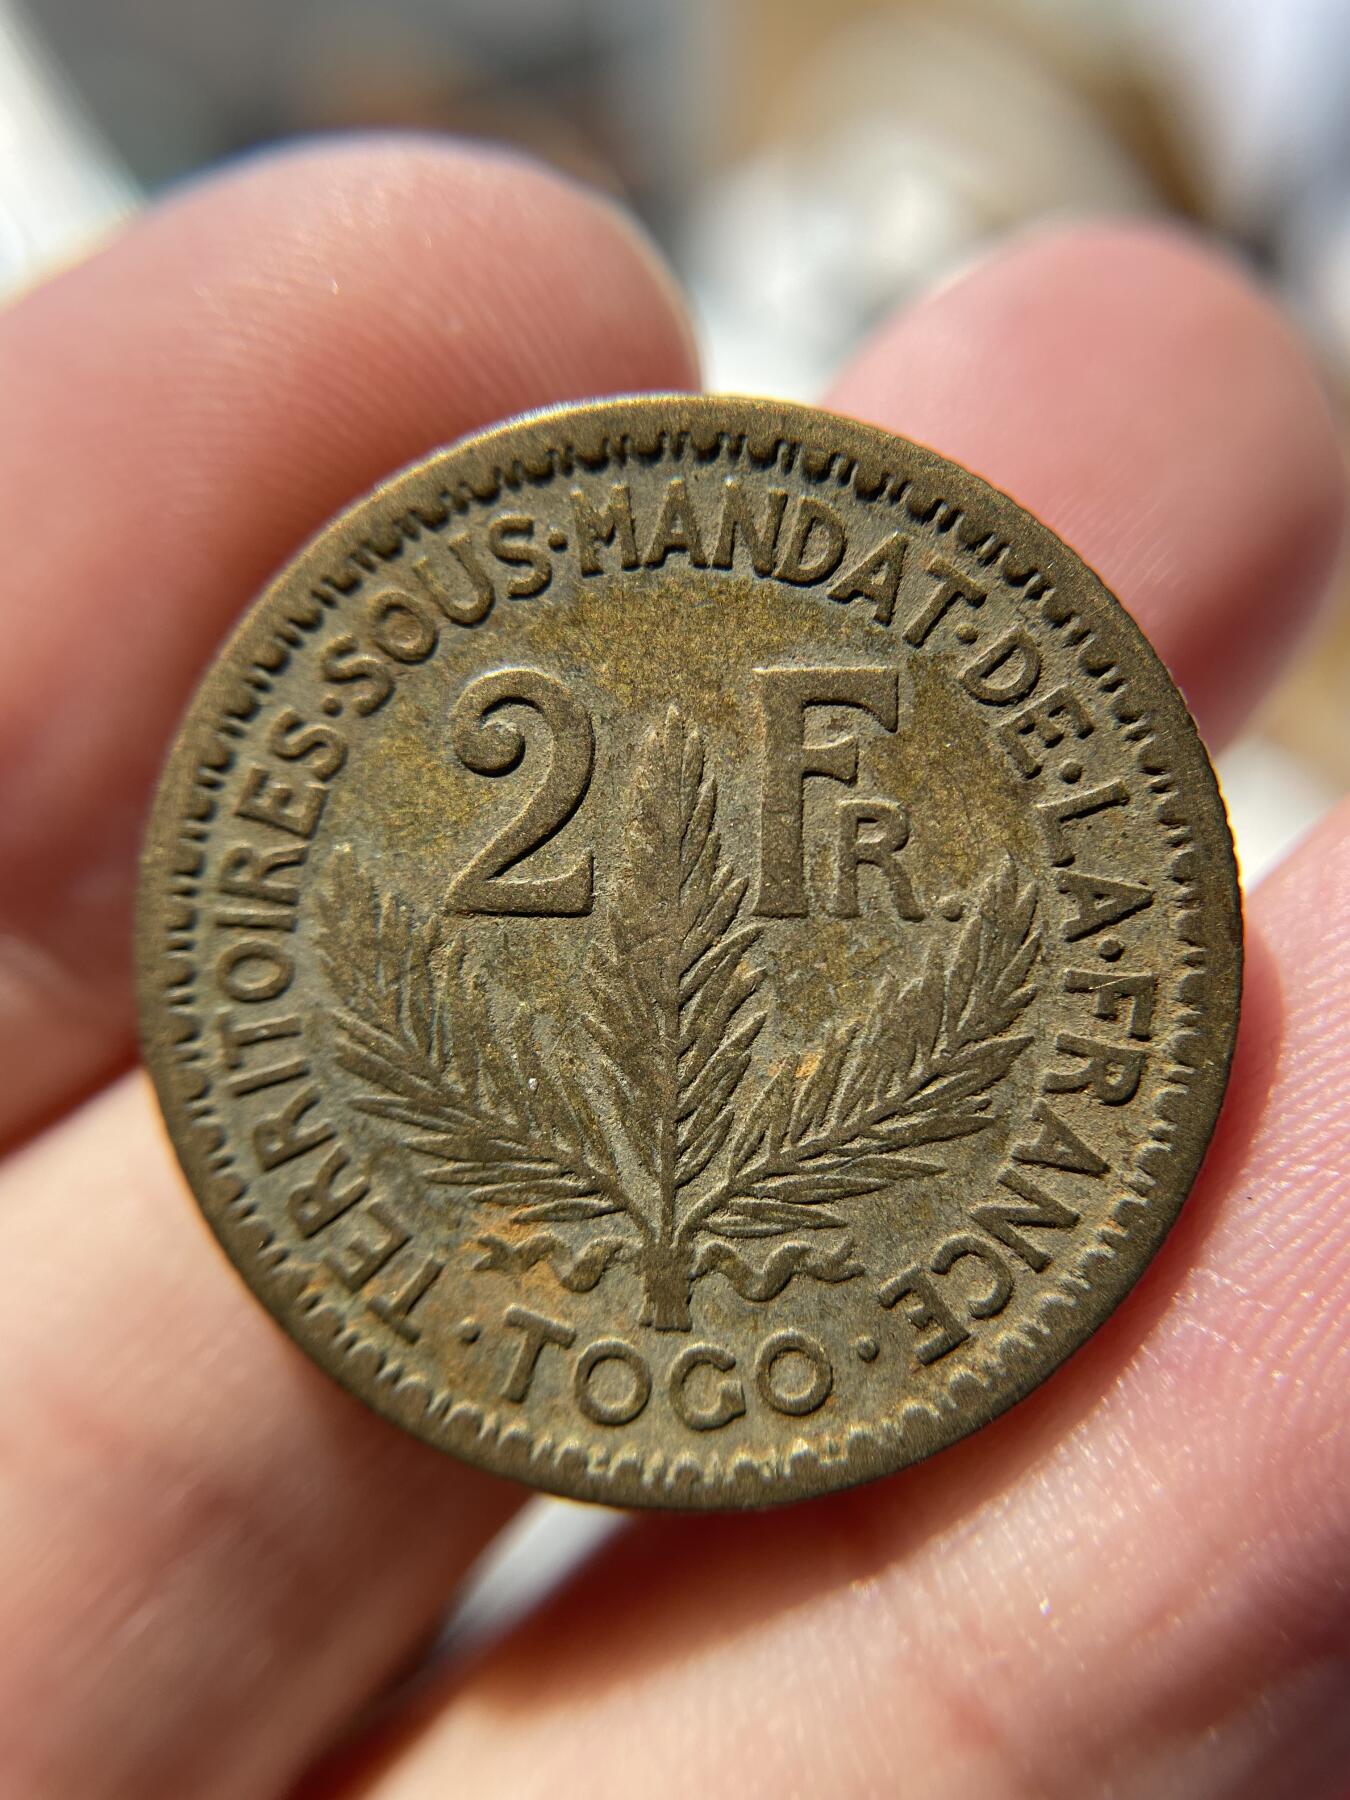 TERRITOIRES·SOUS·MANDAT·DE·LA·FRANCE
2 FR.
· TOGO ·